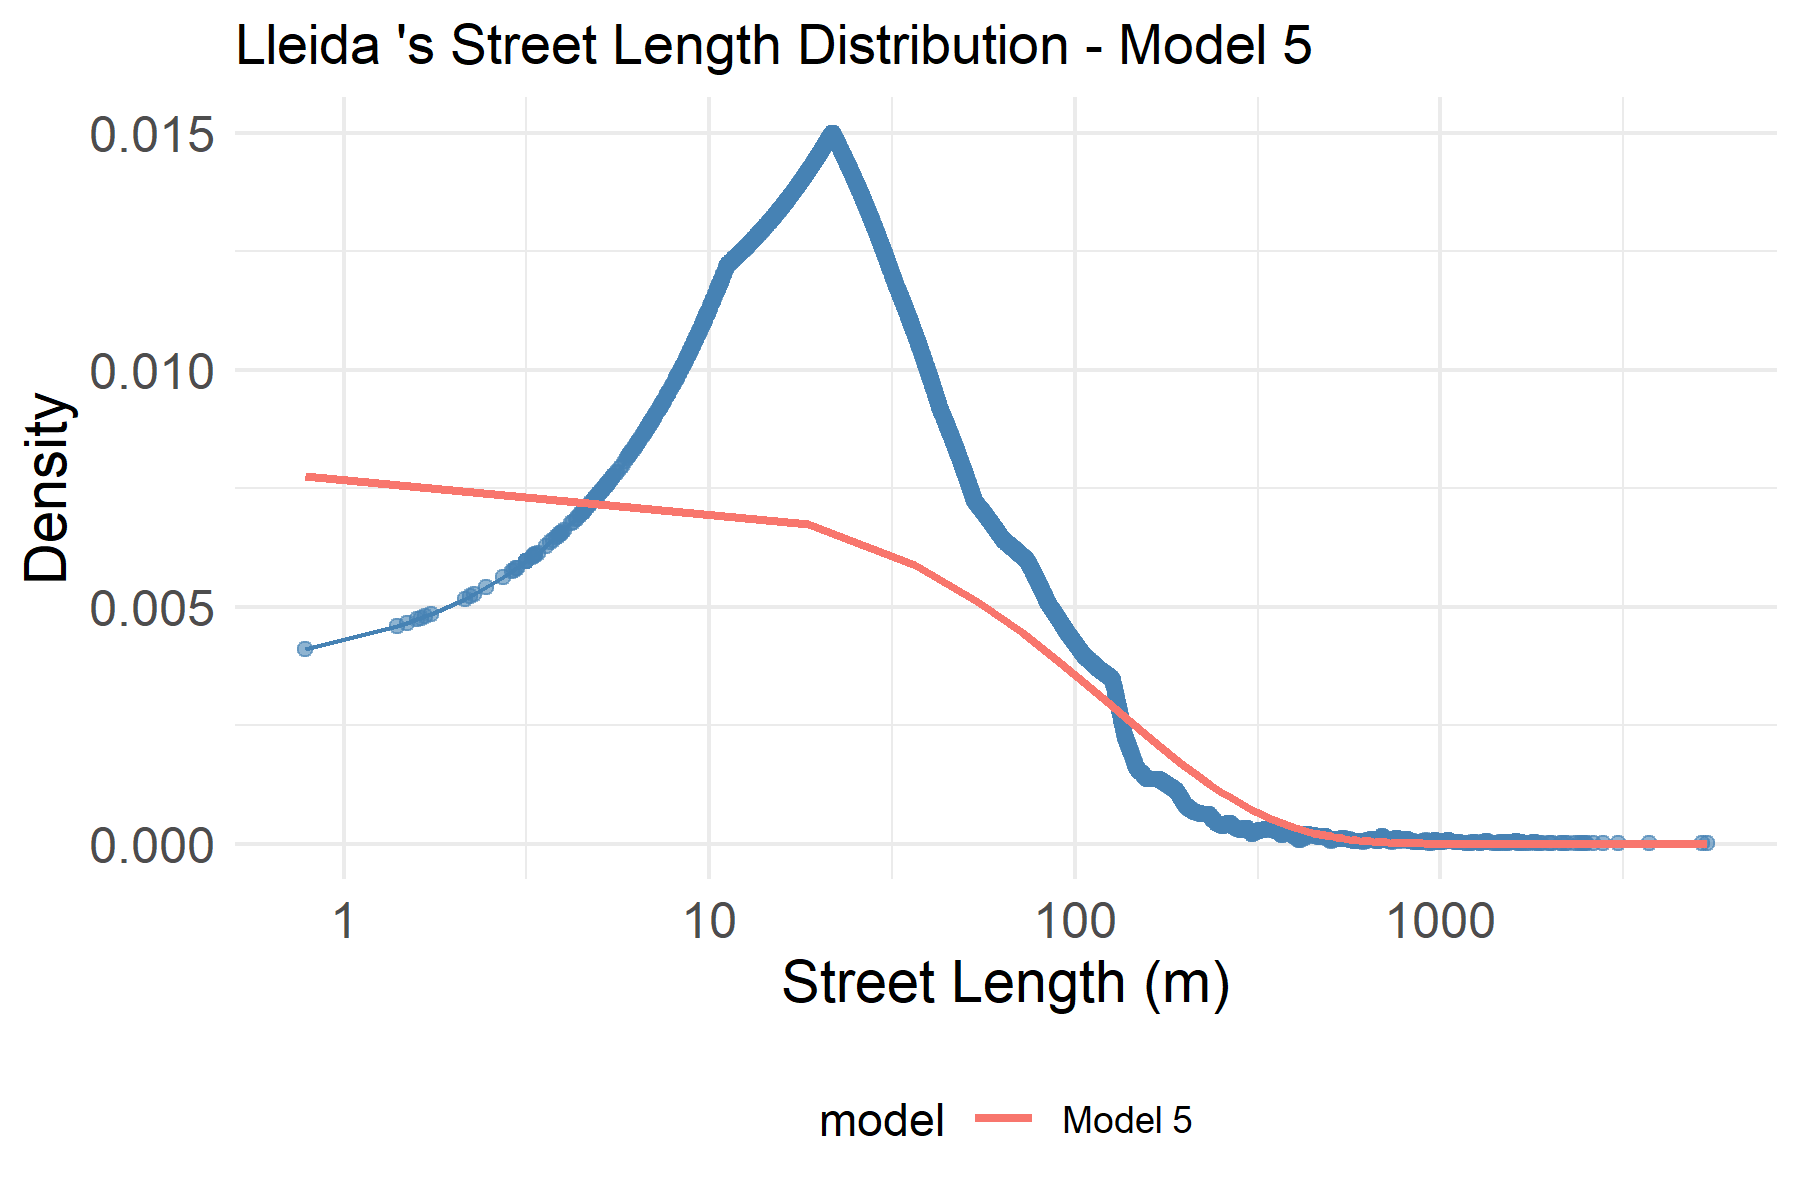 Lleida 's Street Length Distribution - Model 5
0.015
0.010
0.005
0.000
Density
1 10 100 1000
Street Length (m)
model Model 5